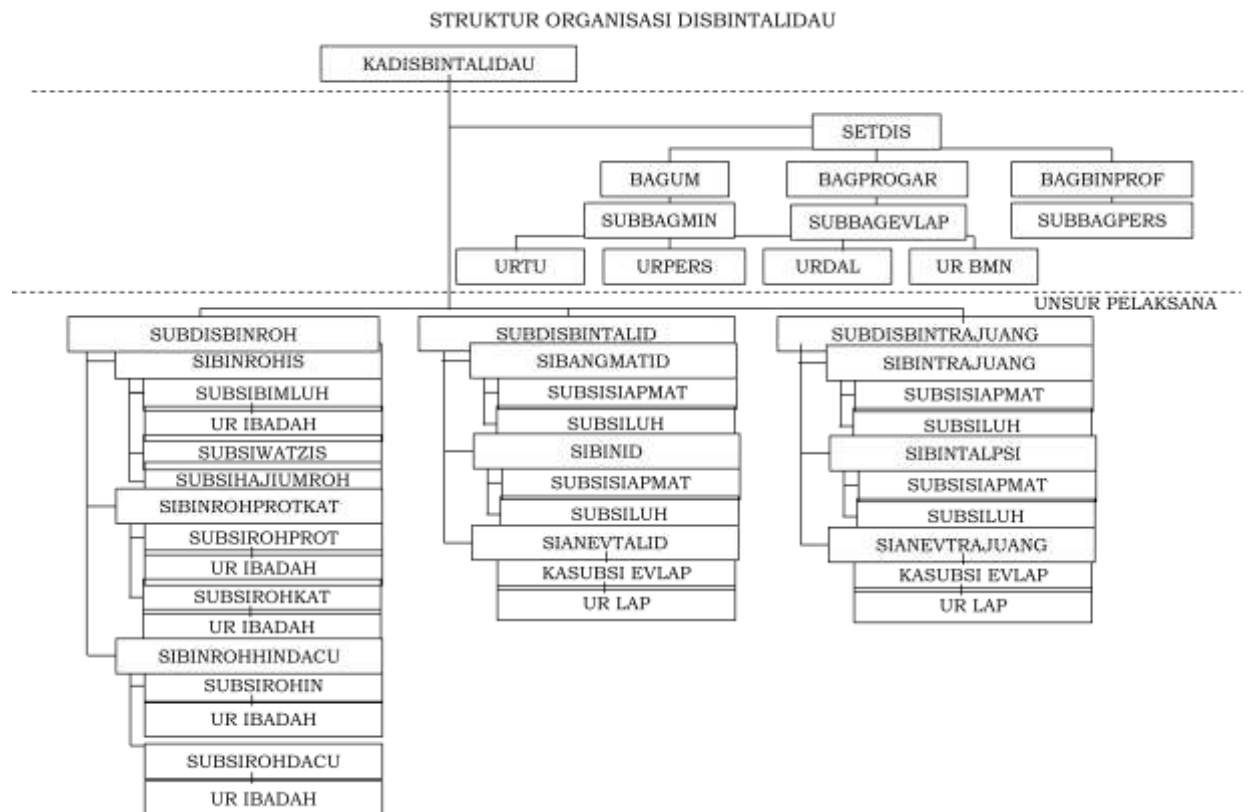 STRUKTUR ORGANISASI DISBINTALIDAU
KADISBINTALIDAU
SETDIS
BAGUM
BAGPROGAR
BAGBINPROF
SUBBAGMIN
SUBBAGEVLAP
SUBBAGPERS
URTU
URPERS
URDAL
UR BMN
UNSUR PELAKSANA
SUBDISBINROH
SIBINROHIS
SUBSIBIMLUH
UR IBADAH
SUBSIWATZIS
SUBSIHAJIUMROH
SIBINROHPROTKAT
SUBSIROHPROT
UR IBADAH
SUBSIROHKAT
UR IBADAH
SIBINROHHINDACU
SUBSIROHIN
UR IBADAH
SUBSIROHDACU
UR IBADAH
SUBDISBINTALID
SIBANGMATID
SUBSISIAPMAT
SUBSILUH
SIBINID
SUBSISIAPMAT
SUBSILUH
SIANEVTALID
KASUBSI EVLAP
UR LAP
SUBDISBINTRAJUANG
SIBINTRAJUANG
SUBSISIAPMAT
SUBSILUH
SIBINTALPSI
SUBSISIAPMAT
SUBSILUH
SIANEVTRAJUANG
KASUBSI EVLAP
UR LAP